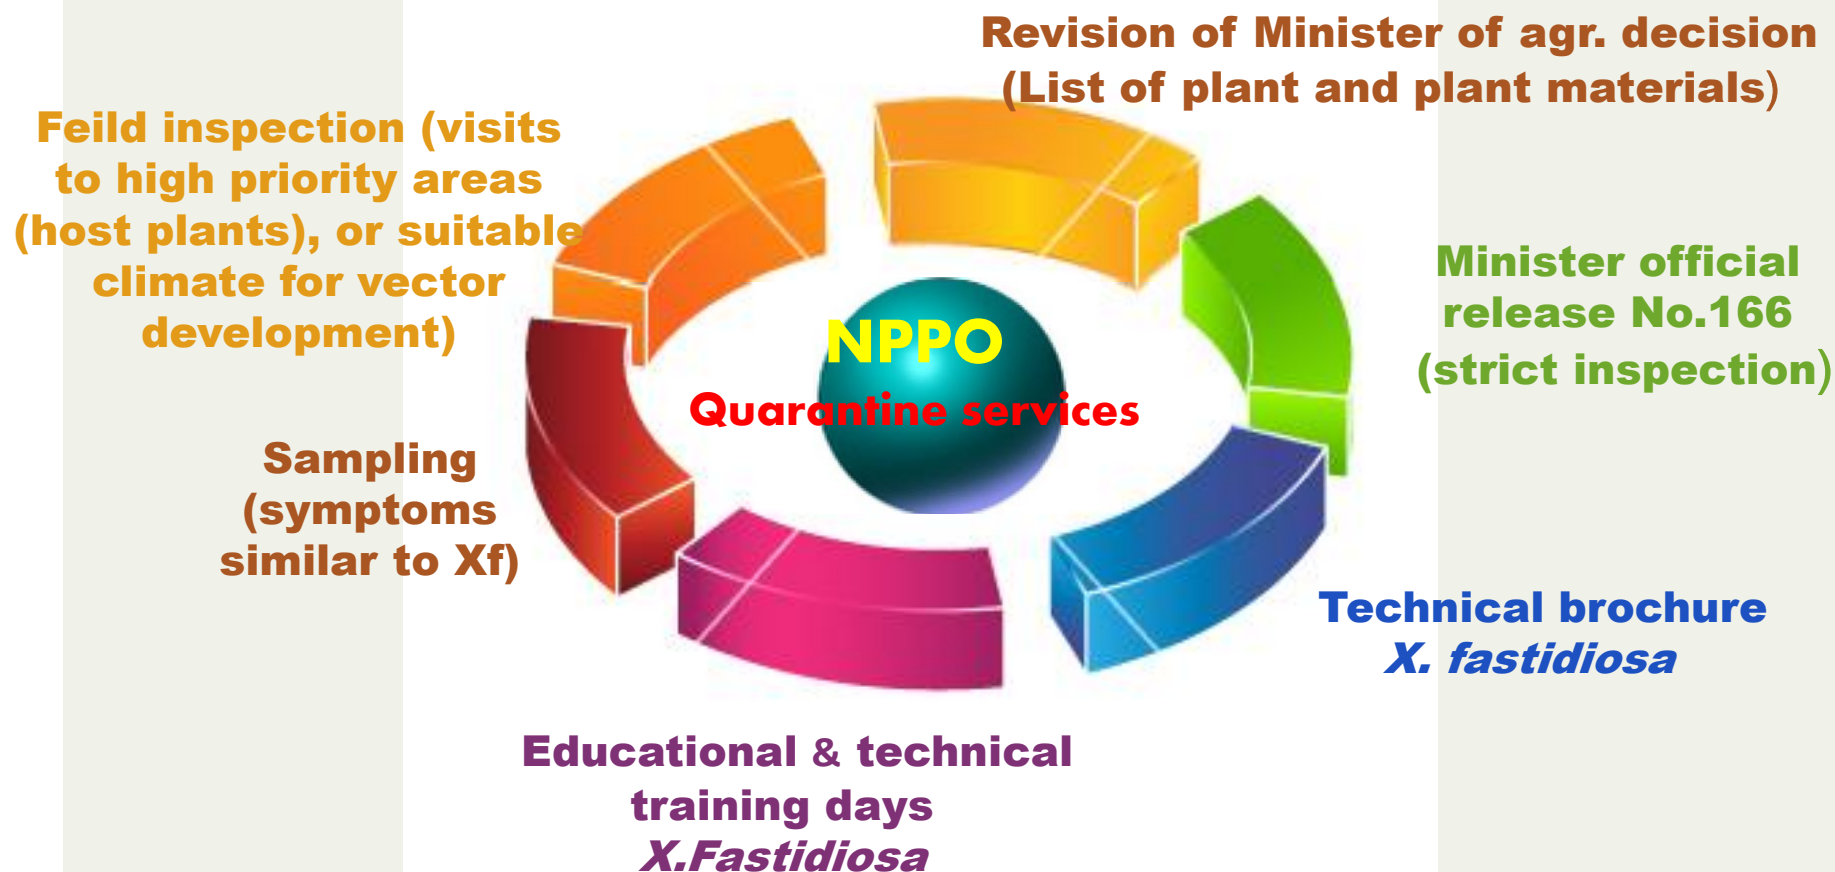 Revision of Minister of agr. decision
(List of plant and plant materials)
Feild inspection (visits
to high priority areas
(host plants), or suitable
climate for vector
development)
Minister official
release No.166
(strict inspection)
NPPO
Quarantine services
Sampling
(symptoms
similar to Xf)
Technical brochure
X. fastidiosa
Educational & technical
training days
X.Fastidiosa